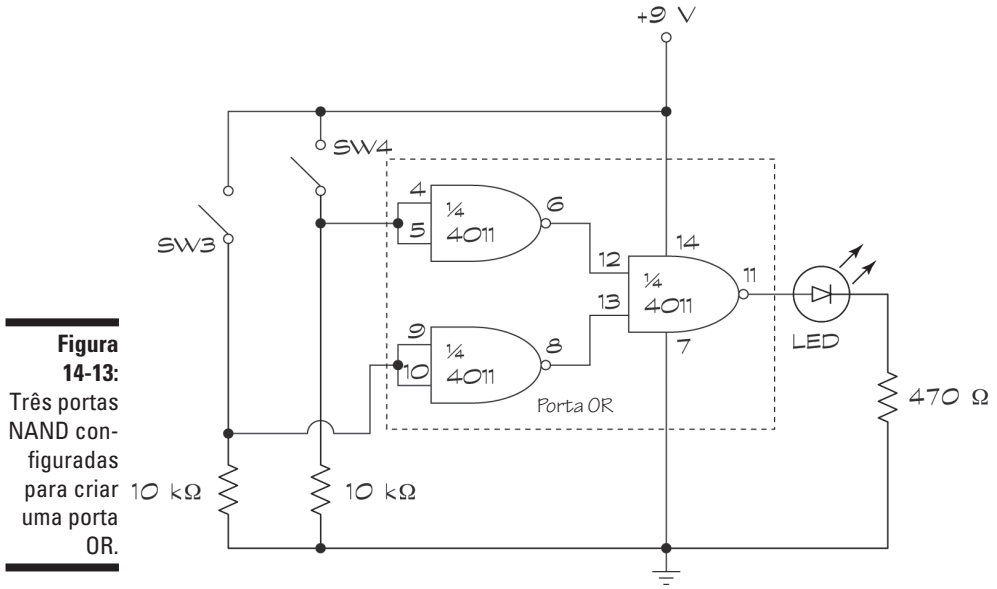 +9 V
SW4
SW3
4
5
1/4
4011
6
12
13
14
1/4
4011
11
7
LED
9
10
1/4
4011
8
Porta OR
470 Ω
10 kΩ
10 kΩ
Figura
14-13:
Três portas
NAND con-
figuradas
para criar
uma porta
OR.